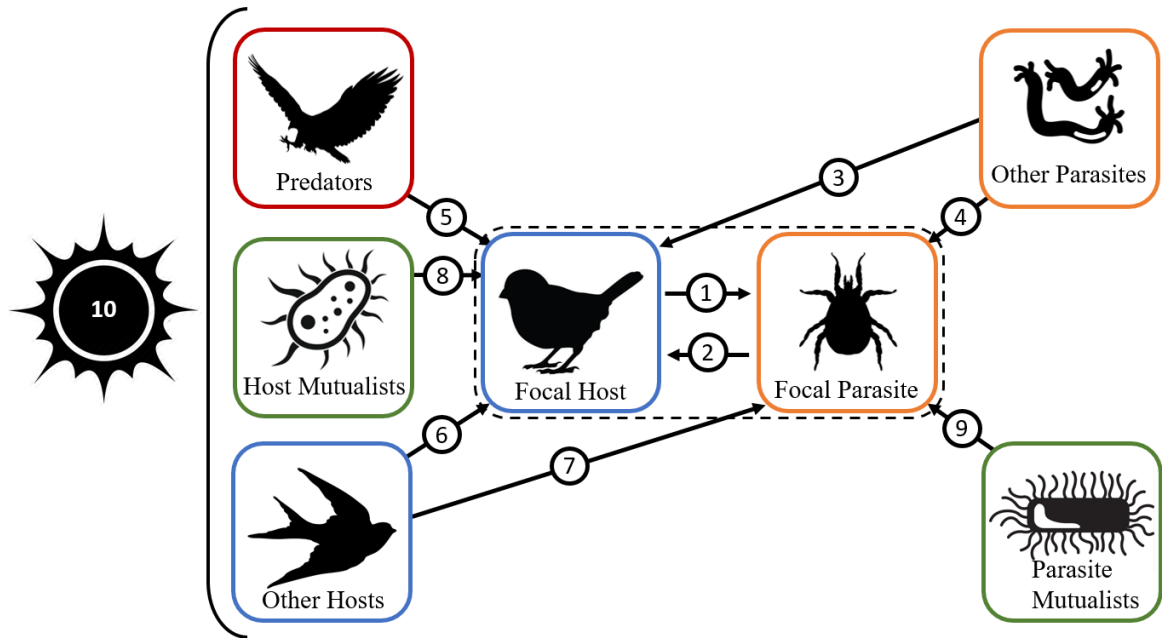 Predators
Other Parasites
3
5
4
8
1
10
2
Host Mutualists
Focal Host
Focal Parasite
6
9
7
Other Hosts
Parasite
Mutualists